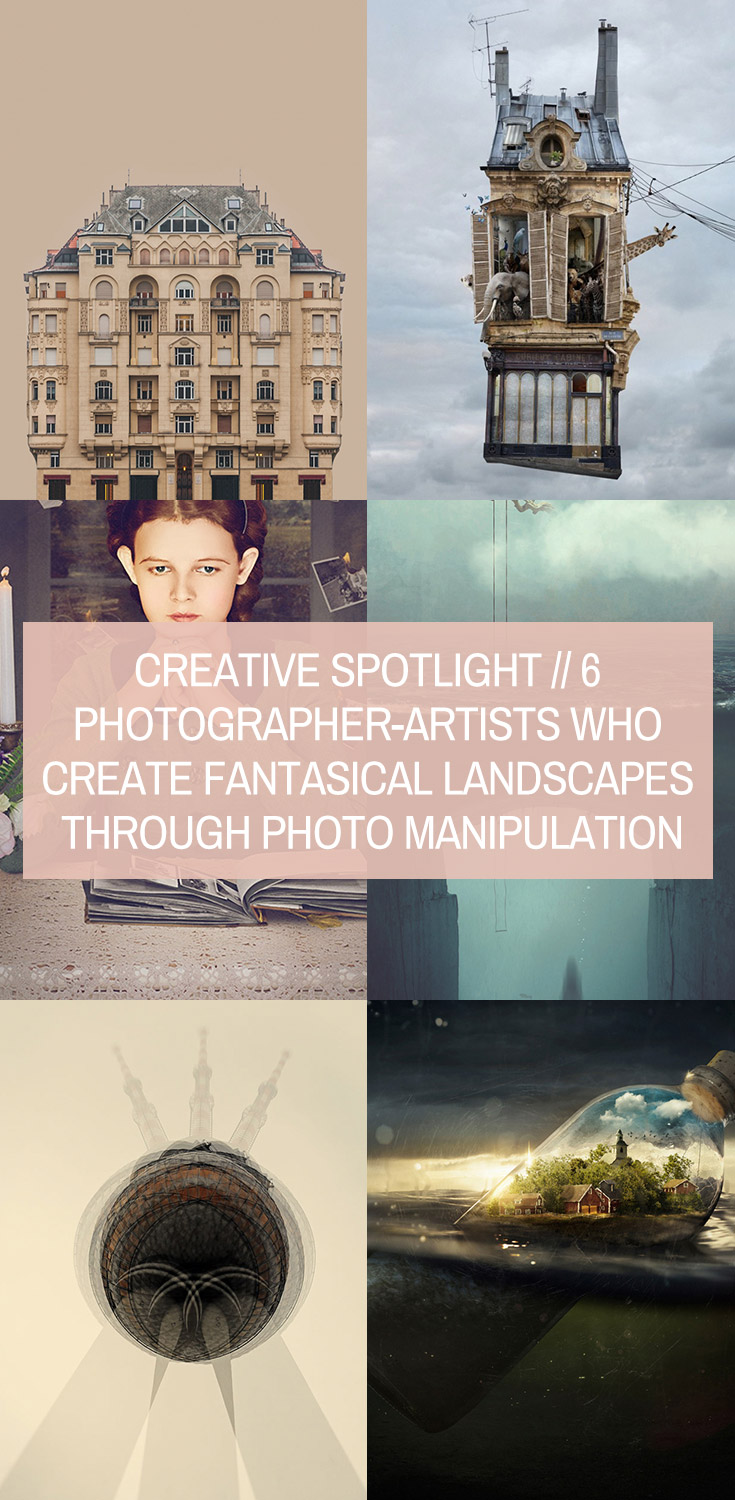 CREATIVE SPOTLIGHT // 6
PHOTOGRAPHER-ARTISTS WHO
CREATE FANTASICAL LANDSCAPES
THROUGH PHOTO MANIPULATION